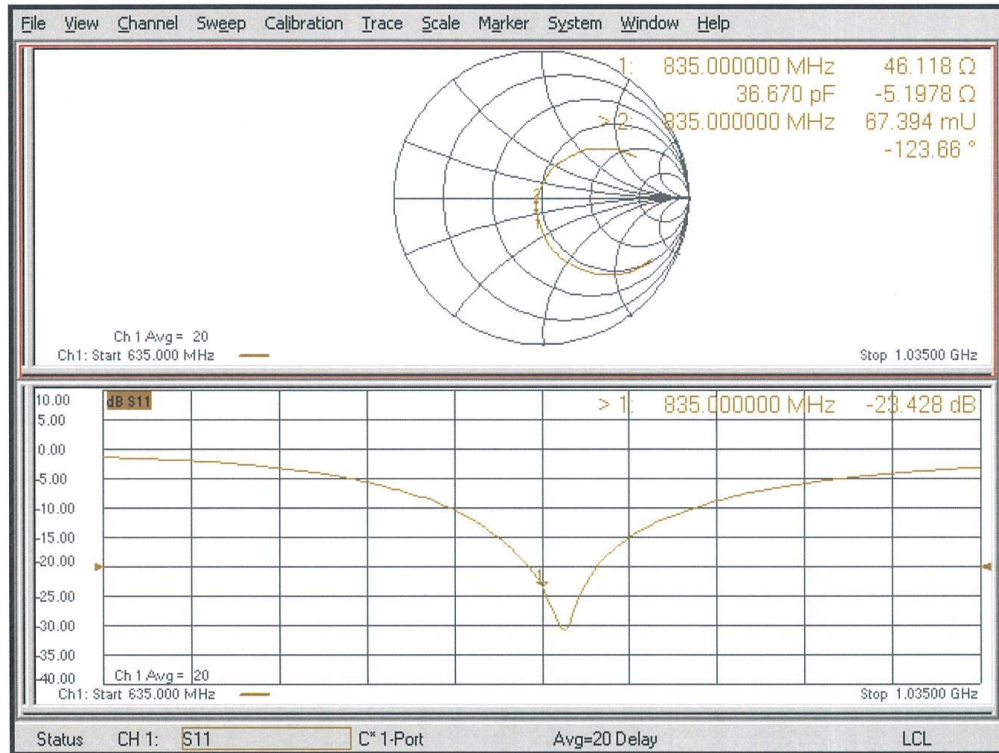 File View Channel Sweep Calibration Trace Scale Marker System Window Help
1: 835.000000 MHz 46.118 Ω
36.670 pF -5.1978 Ω
> 2: 835.000000 MHz 67.394 mU
-123.66 °
2
Ch 1 Avg = 20
Ch1: Start 635.000 MHz
Stop 1.03500 GHz
10.00
dB S11
> 1: 835.000000 MHz -23.428 dB
5.00
0.00
-5.00
-10.00
-15.00
-20.00
1
-25.00
-30.00
-35.00
-40.00
Ch 1 Avg = 20
Ch1: Start 635.000 MHz
Stop 1.03500 GHz
Status CH 1: S11 C* 1-Port Avg=20 Delay LCL